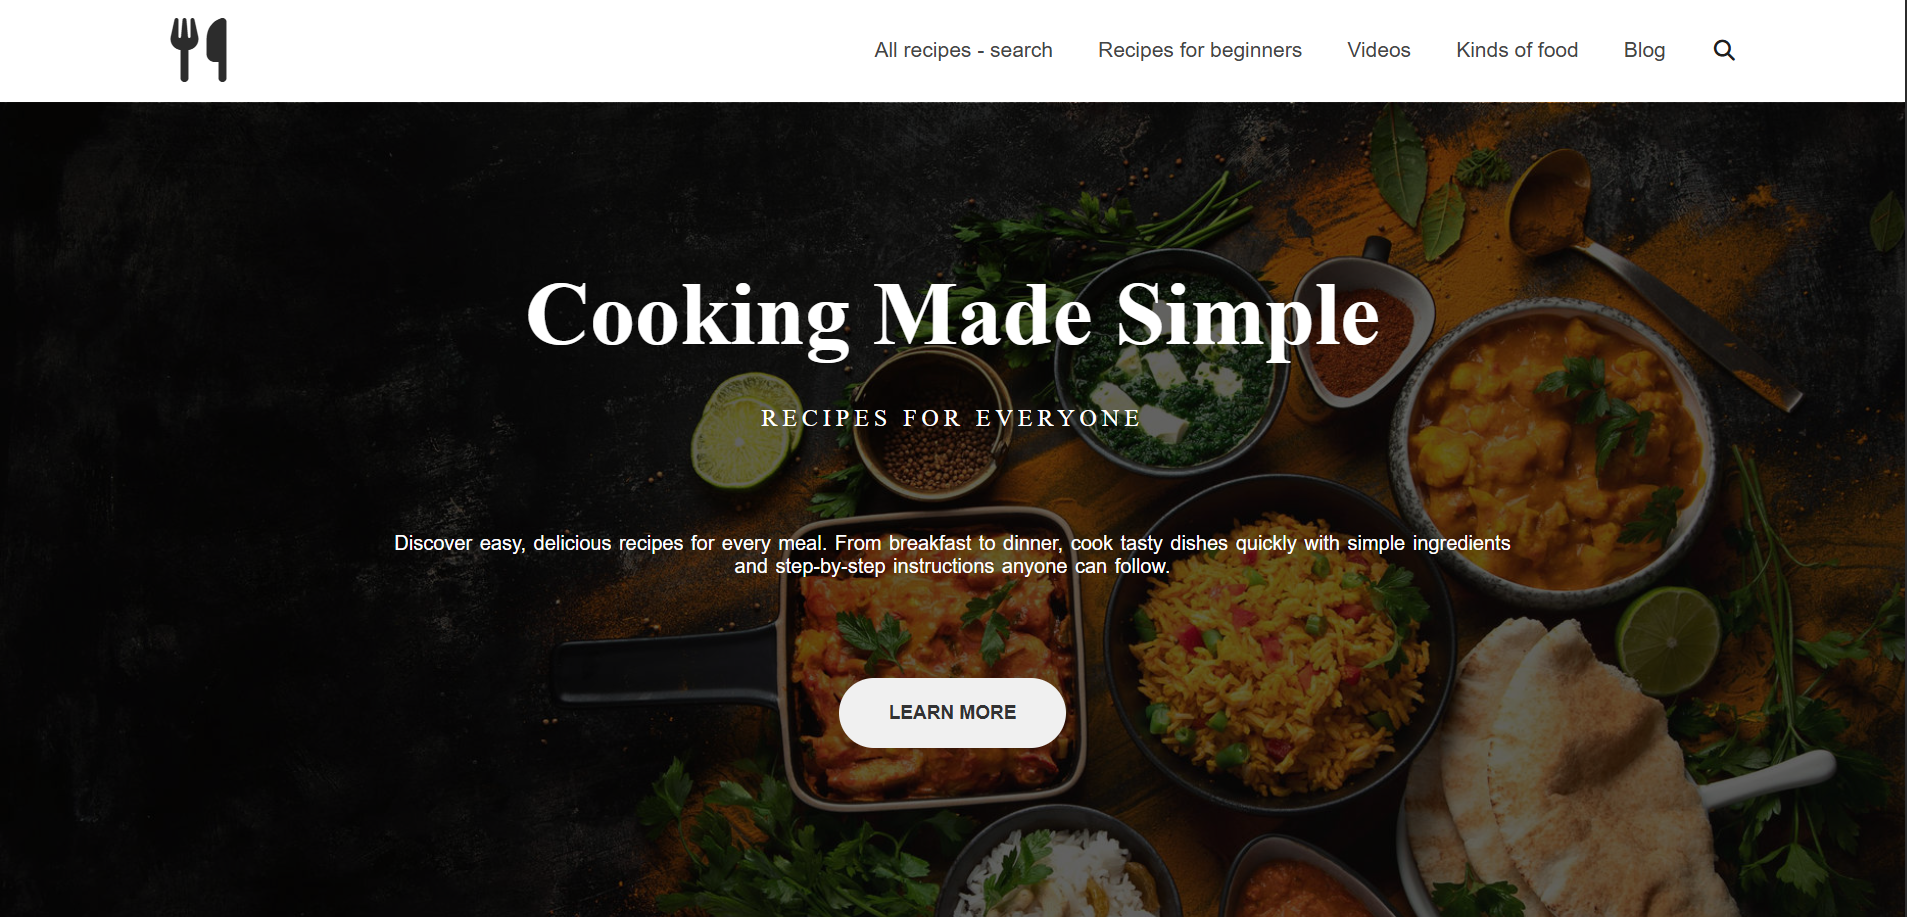 All recipes - search
Recipes for beginners
Videos
Kinds of food
Blog
Cooking Made Simple
RECIPES FOR EVERYONE
Discover easy, delicious recipes for every meal. From breakfast to dinner, cook tasty dishes quickly with simple ingredients
and step-by-step instructions anyone can follow.
LEARN MORE